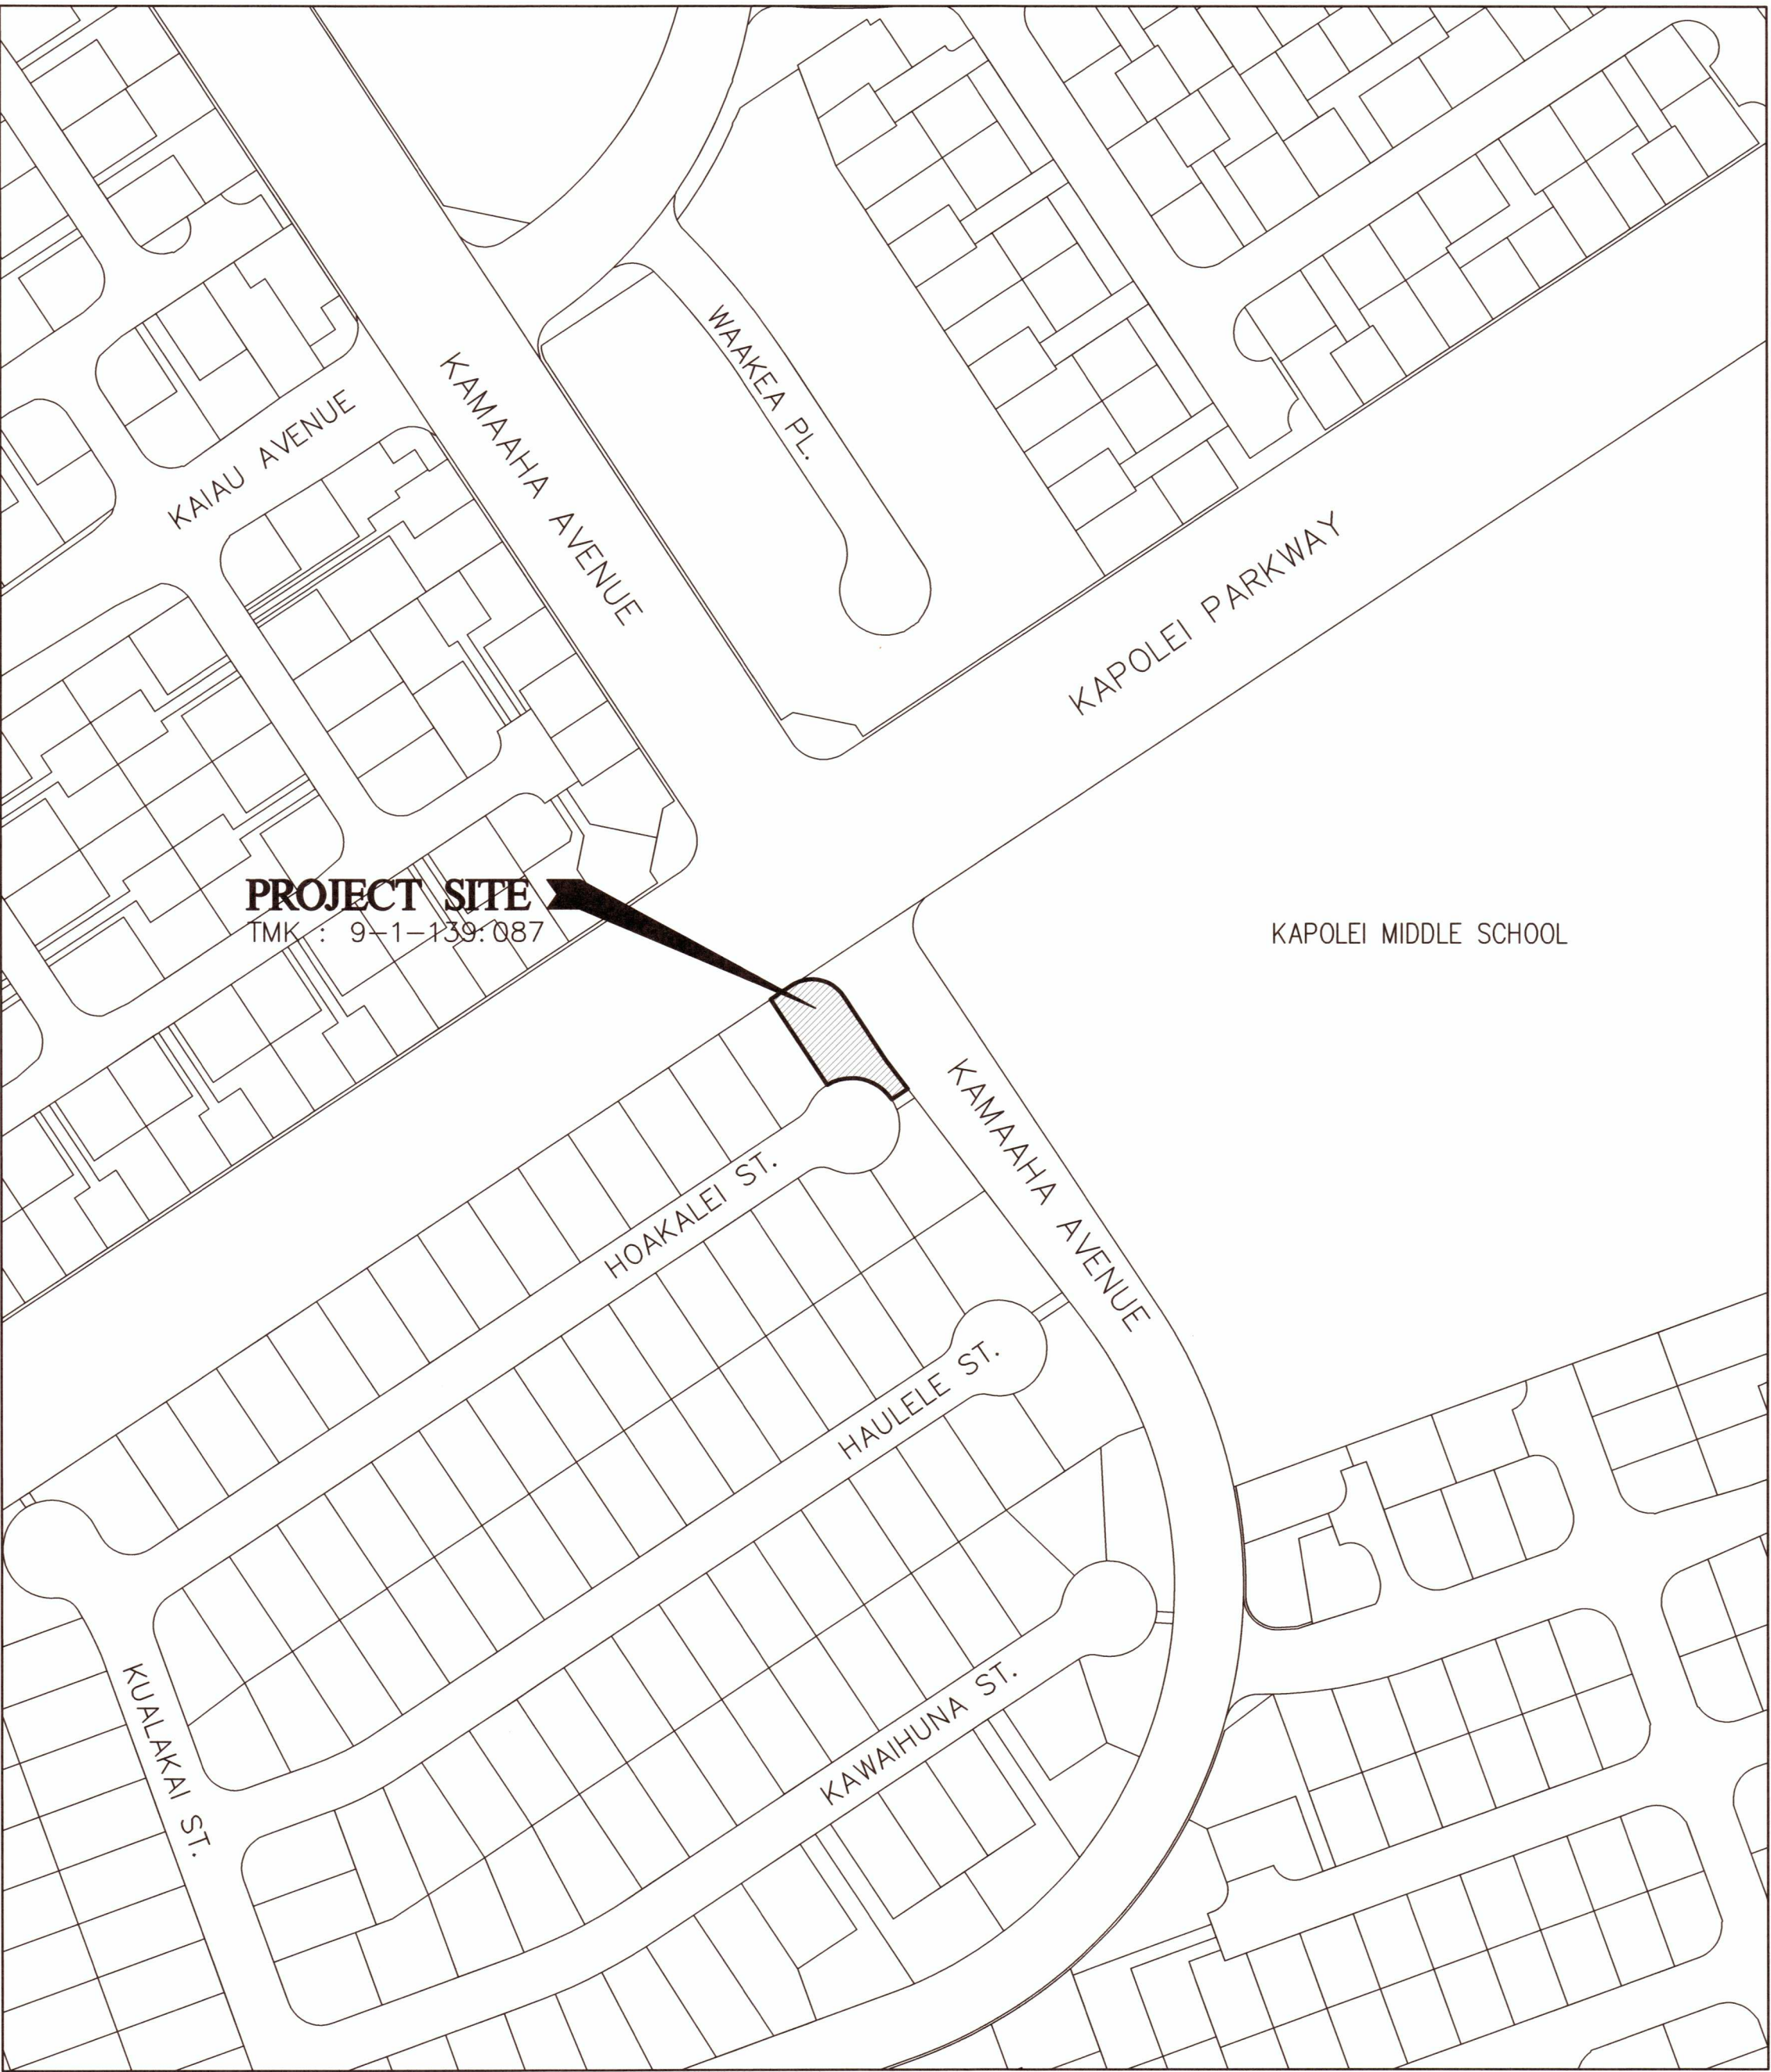 WAAKEA PL.
KAMAAHA AVENUE
KAIAU AVENUE
KAPOLEI PARKWAY
PROJECT SITE
TMK : 9-1-139:087
KAPOLEI MIDDLE SCHOOL
KAMAAHA AVENUE
HOAKALEI ST.
HAULELE ST.
KUALAKAI ST.
KAWAIHUNA ST.